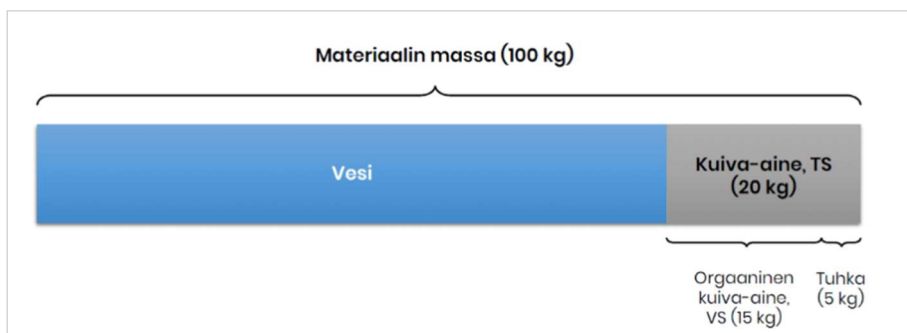 Materiaalin massa (100 kg)
Vesi
Kuiva-aine, TS
(20 kg)
Orgaaninen
kuiva-aine,
VS (15 kg)
Tuhka
(5 kg)